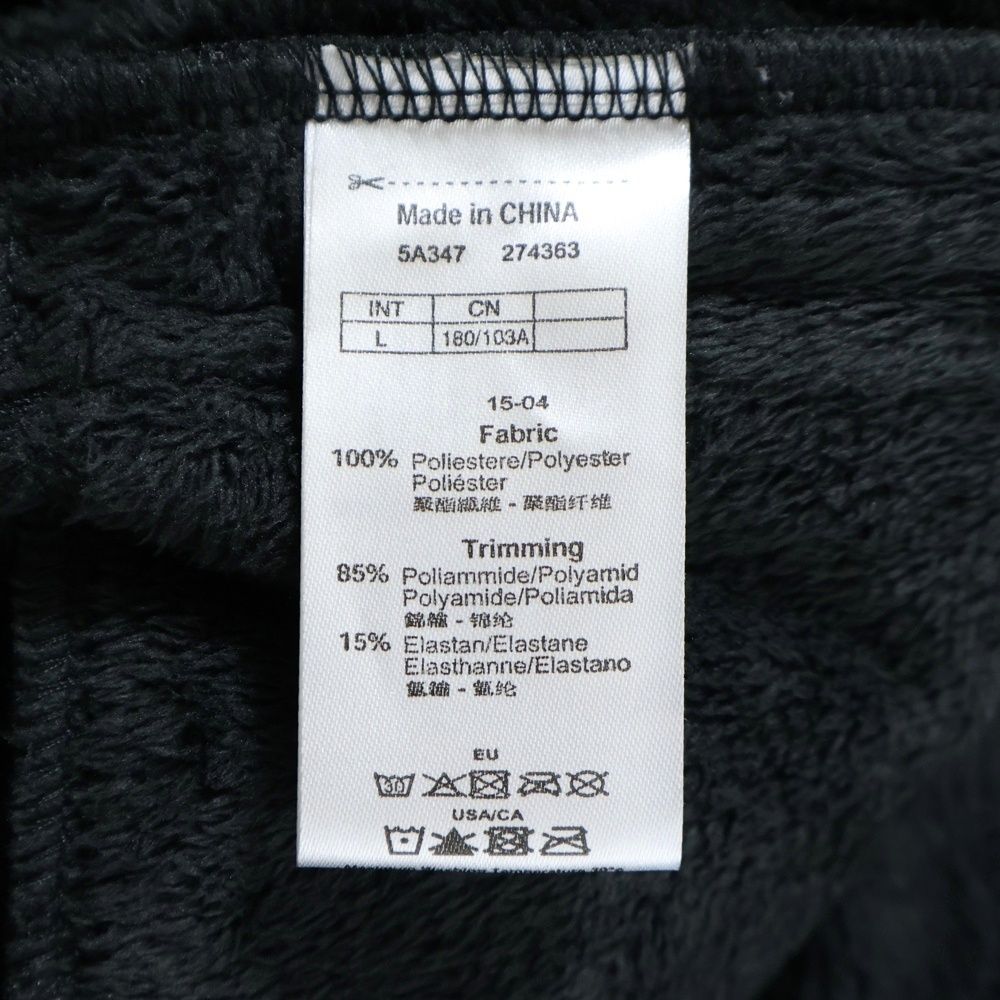 Made in CHINA
5A347 274363
INT CN
L 180/103A
15-04
Fabric
100% Poliestere/Polyester
Poliéster
聚酯纖維 - 聚酯纤维
Trimming
85% Poliammide/Polyamid
Polyamide/Poliamida
錦綸 - 锦纶
15% Elastan/Elastane
Elasthanne/Elastano
氨綸 - 氨纶
EU
30
USA/CA